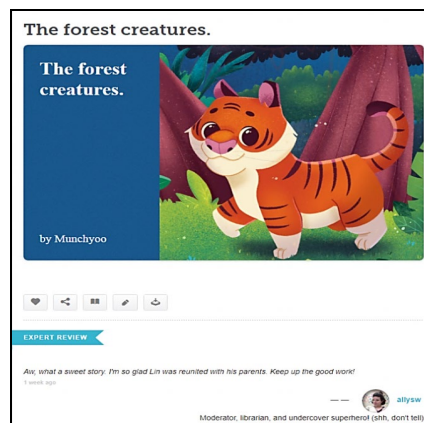 The forest creatures.
The forest
creatures.
by Munchyoo
EXPERT REVIEW
Aw, what a sweet story. I'm so glad Lin was reunited with his parents. Keep up the good work!
1 week ago
— — allysw
Moderator, librarian, and undercover superhero! (shh, don't tell)